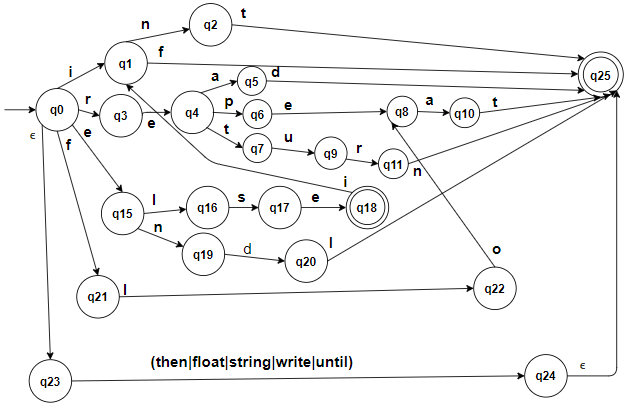 n
q2
t
i
q1
f
q25
a
q5
d
q0
r
q3
e
q4
p
q6
e
q8
a
q10
t
ϵ
e
f
t
q7
u
q9
r
q11
n
i
q15
l
q16
s
q17
e
q18
n
q19
d
q20
l
o
q21
l
q22
(then|float|string|write|until)
q23
q24
ϵ